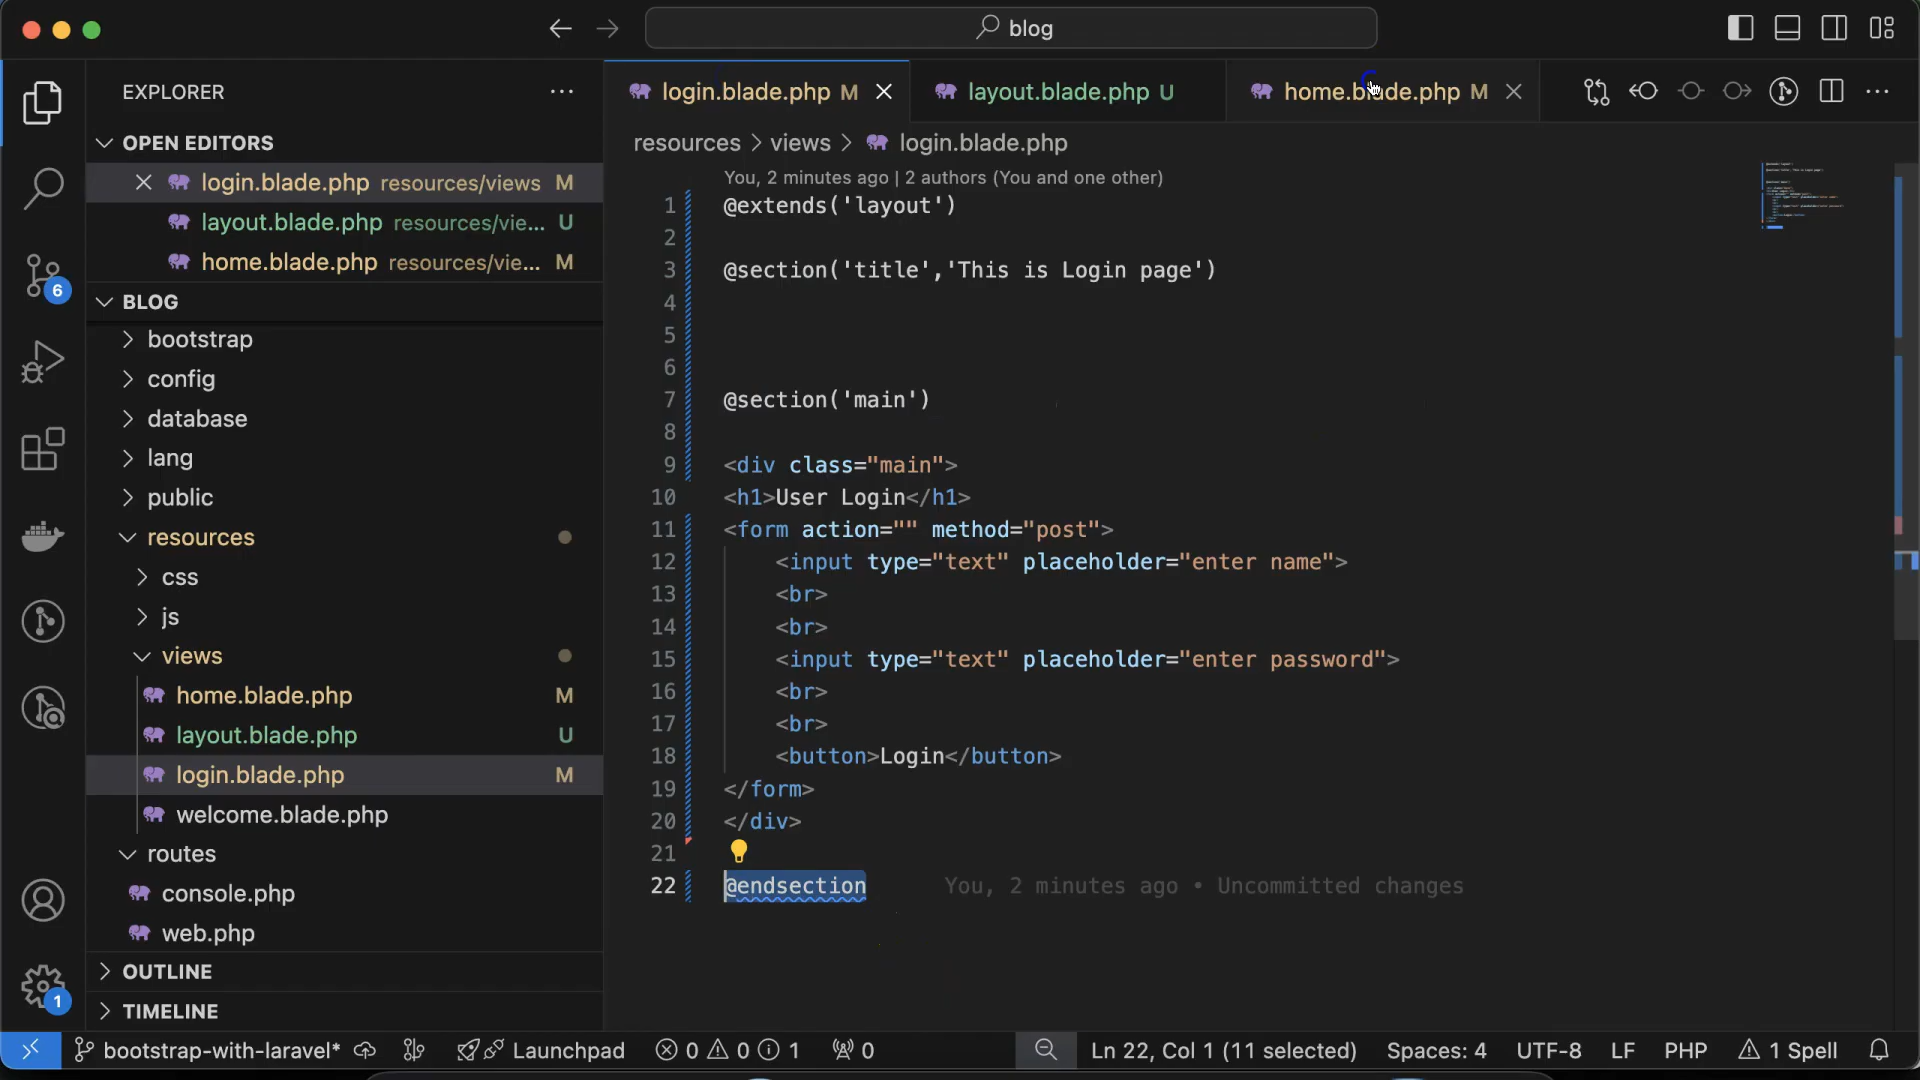 blog
EXPLORER
login.blade.php M
layout.blade.php U
home.blade.php M
OPEN EDITORS
login.blade.php resources/views M
layout.blade.php resources/vie... U
home.blade.php resources/vie... M
BLOG
bootstrap
config
database
lang
public
resources
css
js
views
home.blade.php M
layout.blade.php U
login.blade.php M
welcome.blade.php
routes
console.php
web.php
OUTLINE
TIMELINE
6
1
resources > views > login.blade.php
You, 2 minutes ago | 2 authors (You and one other)
1 @extends('layout')
2
3 @section('title','This is Login page')
4
5
6
7 @section('main')
8
9 <div class="main">
10 <h1>User Login</h1>
11 <form action="" method="post">
12 <input type="text" placeholder="enter name">
13 <br>
14 <br>
15 <input type="text" placeholder="enter password">
16 <br>
17 <br>
18 <button>Login</button>
19 </form>
20 </div>
21
22 @endsection You, 2 minutes ago • Uncommitted changes
bootstrap-with-laravel* Launchpad 0 0 1 0 Ln 22, Col 1 (11 selected) Spaces: 4 UTF-8 LF PHP 1 Spell